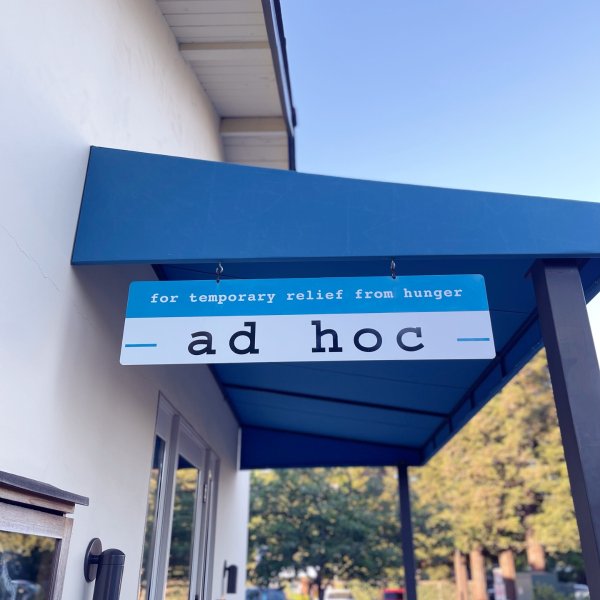 for temporary relief from hunger
ad hoc